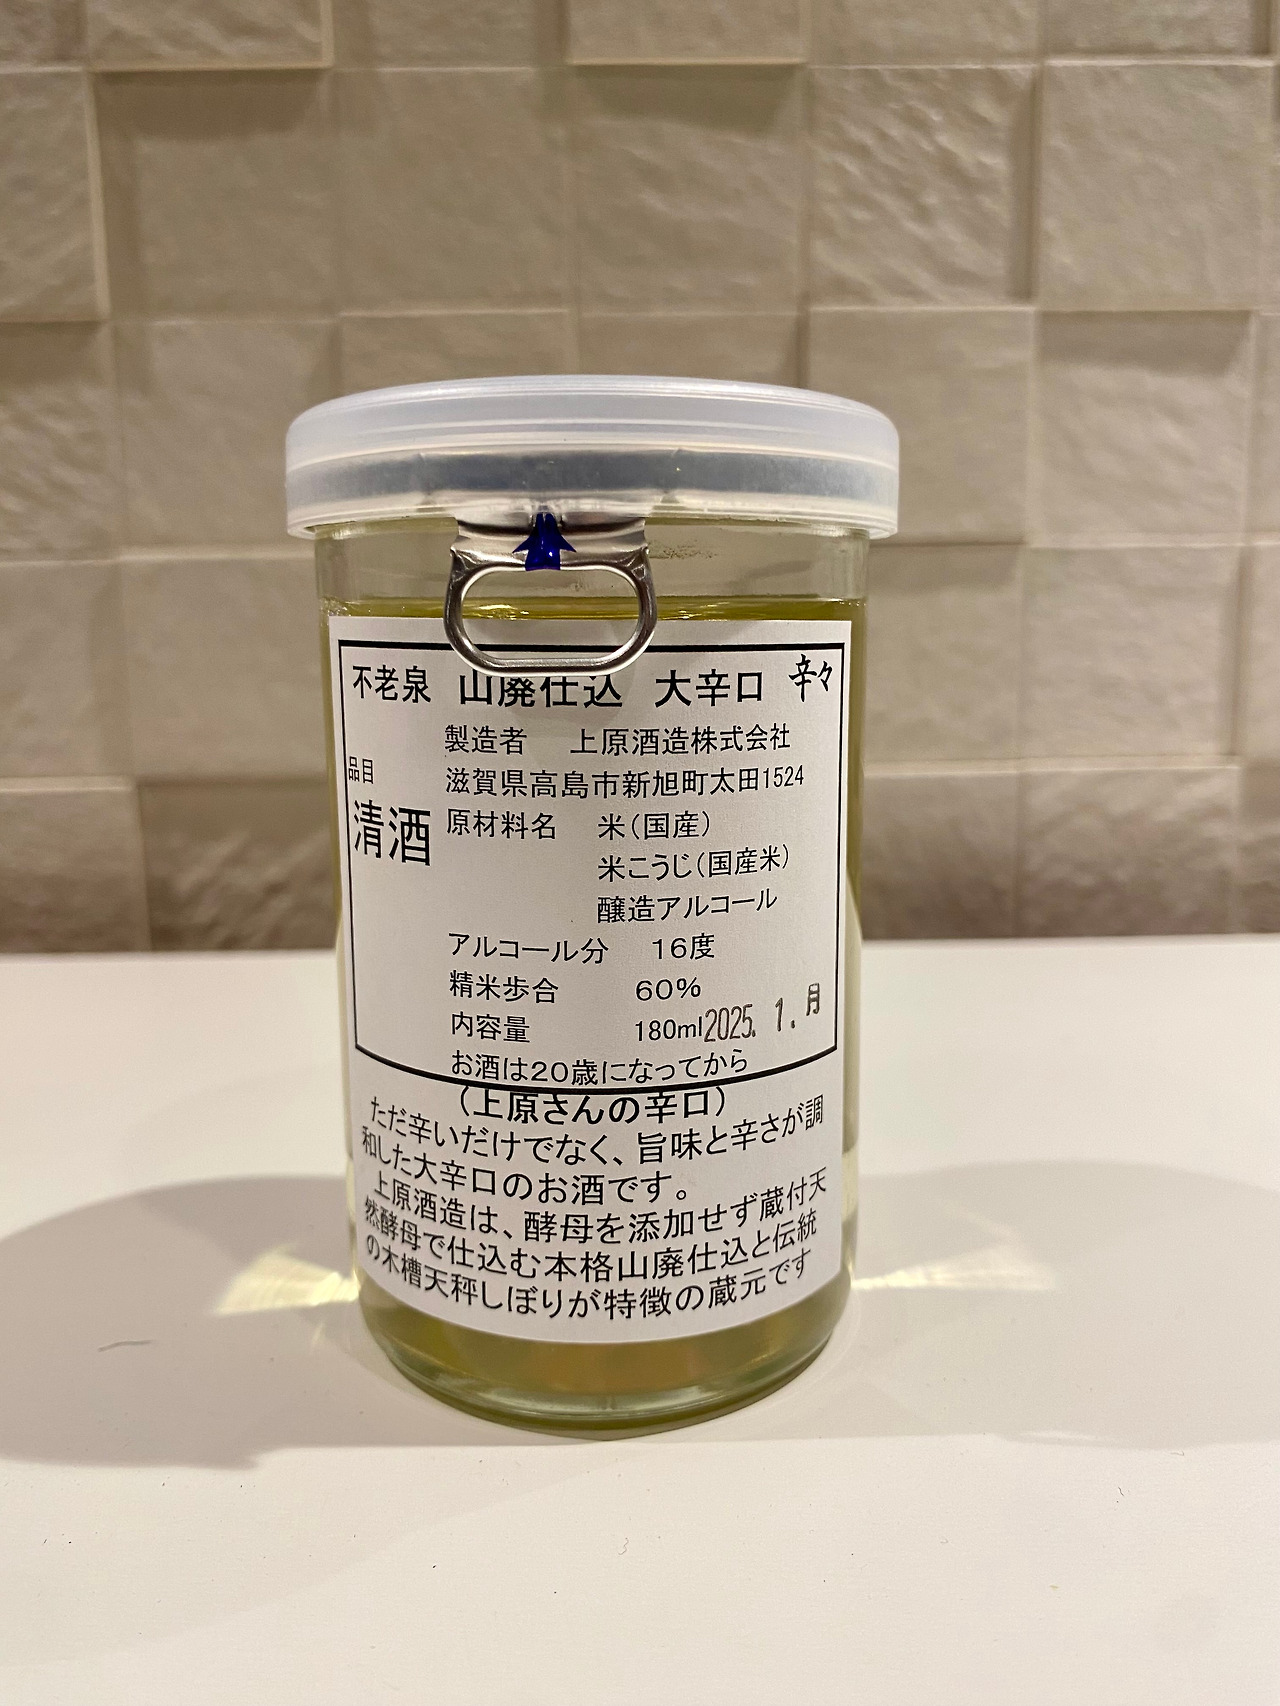 不老泉 山廃仕込 大辛口 辛々
製造者 上原酒造株式会社
滋賀県高島市新旭町太田1524
品目
清酒
原材料名 米(国産)
米こうじ(国産米)
醸造アルコール
アルコール分 16度
精米歩合 60%
内容量 180ml 2025. 1. 月
お酒は20歳になってから
(上原さんの辛口)
ただ辛いだけでなく、旨味と辛さが調
和した大辛口のお酒です。
上原酒造は、酵母を添加せず蔵付天
然酵母で仕込む本格山廃仕込と伝統
の木槽天秤しぼりが特徴の蔵元です